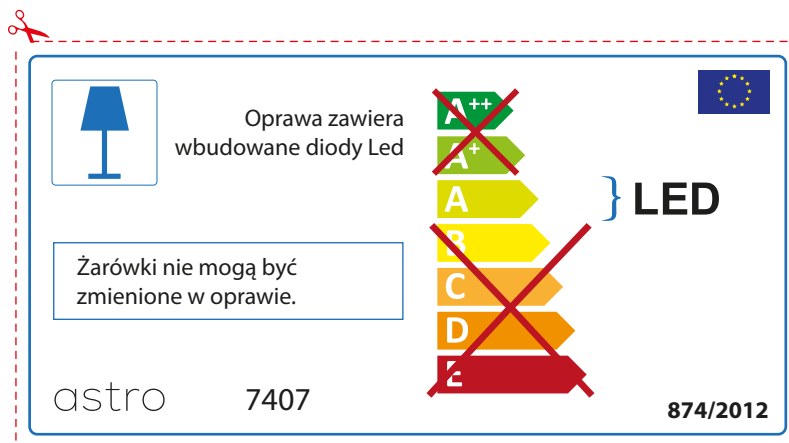 Oprawa zawiera
wbudowane diody Led
A++
A+
A
B
C
D
E
LED
Żarówki nie mogą być
zmienione w oprawie.
astro
7407
874/2012